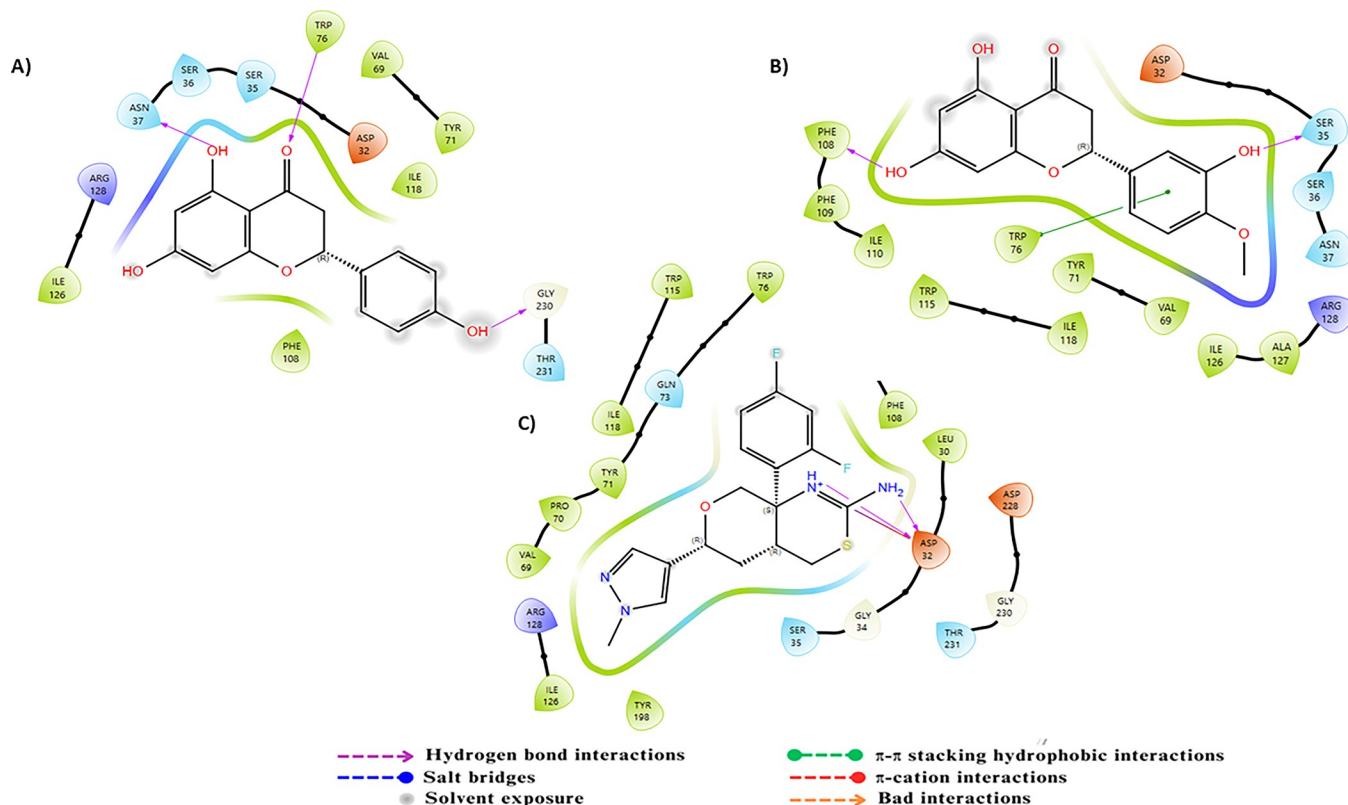 A)
TRP
76
VAL
69
SER
36
SER
35
ASN
37
ASP
32
TYR
71
ILE
118
ARG
128
ILE
126
OH
O
HO
O
(R)
OH
PHE
108
GLY
230
THR
231
B)
OH
O
HO
O
(R)
OH
O
ASP
32
SER
35
SER
36
ASN
37
PHE
108
PHE
109
ILE
110
TRP
76
TYR
71
VAL
69
TRP
115
ILE
118
ILE
126
ALA
127
ARG
128
C)
TRP
115
TRP
76
GLN
73
ILE
118
TYR
71
PRO
70
VAL
69
ARG
128
ILE
126
TYR
198
F
F
H
N+
NH2
S
O
(S)
(R)
(R)
N
N
PHE
108
LEU
30
ASP
32
ASP
228
GLY
34
SER
35
GLY
230
THR
231
Hydrogen bond interactions
Salt bridges
Solvent exposure
π-π stacking hydrophobic interactions
π-cation interactions
Bad interactions